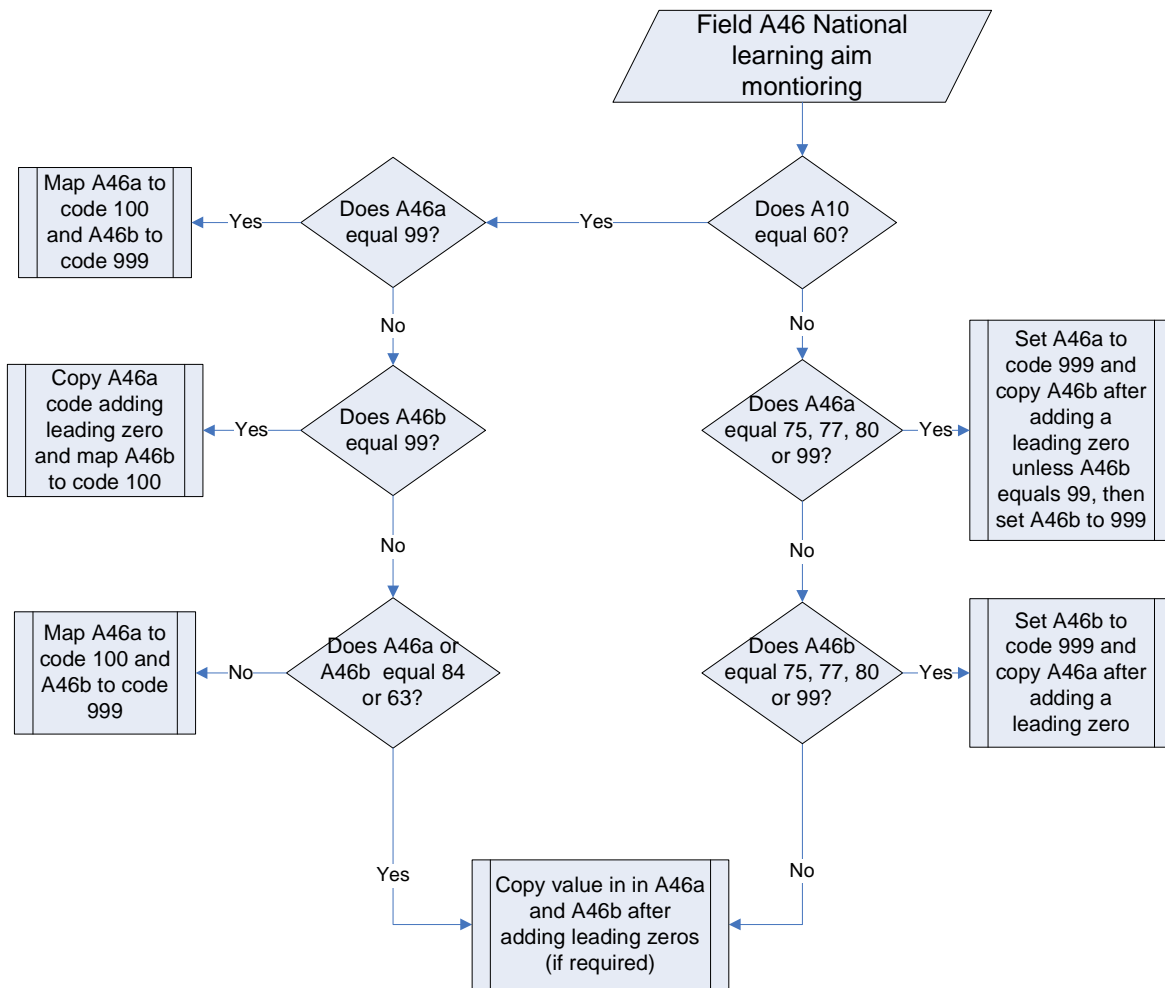 Field A46 National
learning aim
montioring
Does A10
equal 60?
Yes
No
Does A46a
equal 99?
Yes
Map A46a to
code 100
and A46b to
code 999
No
Does A46b
equal 99?
Yes
Copy A46a
code adding
leading zero
and map A46b
to code 100
No
Does A46a or
A46b  equal 84
or 63?
No
Map A46a to
code 100 and
A46b to code
999
Yes
Does A46a
equal 75, 77, 80
or 99?
Yes
Set A46a to
code 999 and
copy A46b after
adding a
leading zero
unless A46b
equals 99, then
set A46b to 999
No
Does A46b
equal 75, 77, 80
or 99?
Yes
Set A46b to
code 999 and
copy A46a after
adding a
leading zero
No
Copy value in in A46a
and A46b after
adding leading zeros
(if required)